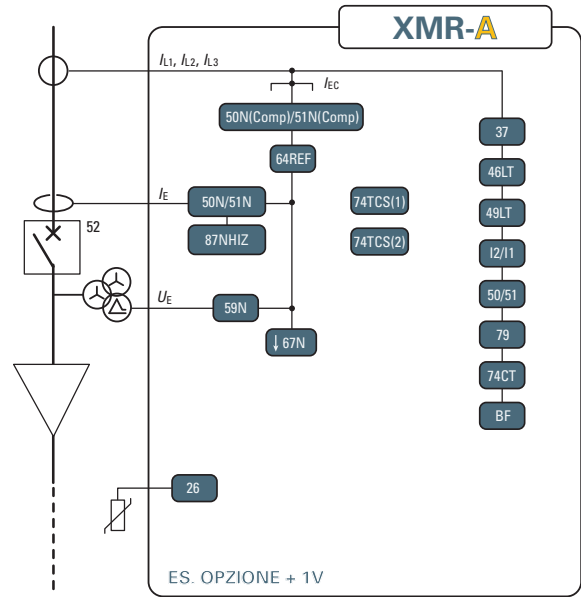 XMR-A
IL1, IL2, IL3
IEC
50N(Comp)/51N(Comp)
37
64REF
46LT
IE
50N/51N
74TCS(1)
49LT
52
87NHIZ
74TCS(2)
I2/I1
UE
59N
50/51
↓ 67N
79
74CT
BF
26
ES. OPZIONE + 1V